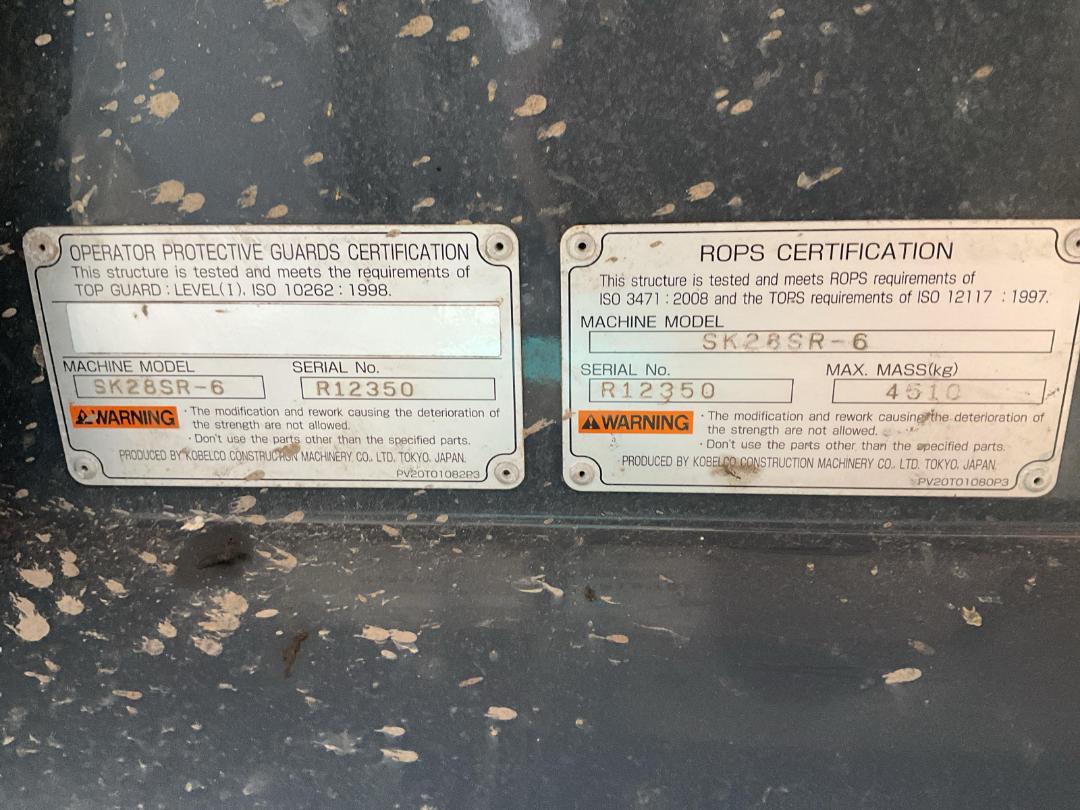 OPERATOR PROTECTIVE GUARDS CERTIFICATION
This structure is tested and meets the requirements of
TOP GUARD : LEVEL(I), ISO 10262 : 1998.
MACHINE MODEL SERIAL No.
SK28SR-6 R12350
WARNING
· The modification and rework causing the deterioration of
the strength are not allowed.
· Don't use the parts other than the specified parts.
PRODUCED BY KOBELCO CONSTRUCTION MACHINERY CO., LTD. TOKYO. JAPAN.
PV20T01082P3
ROPS CERTIFICATION
This structure is tested and meets ROPS requirements of
ISO 3471 : 2008 and the TOPS requirements of ISO 12117 : 1997.
MACHINE MODEL
SK28SR-6
SERIAL No. MAX. MASS(kg)
R12350 4510
WARNING
· The modification and rework causing the deterioration of
the strength are not allowed.
· Don't use the parts other than the specified parts.
PRODUCED BY KOBELCO CONSTRUCTION MACHINERY CO., LTD. TOKYO. JAPAN.
PV20T01080P3